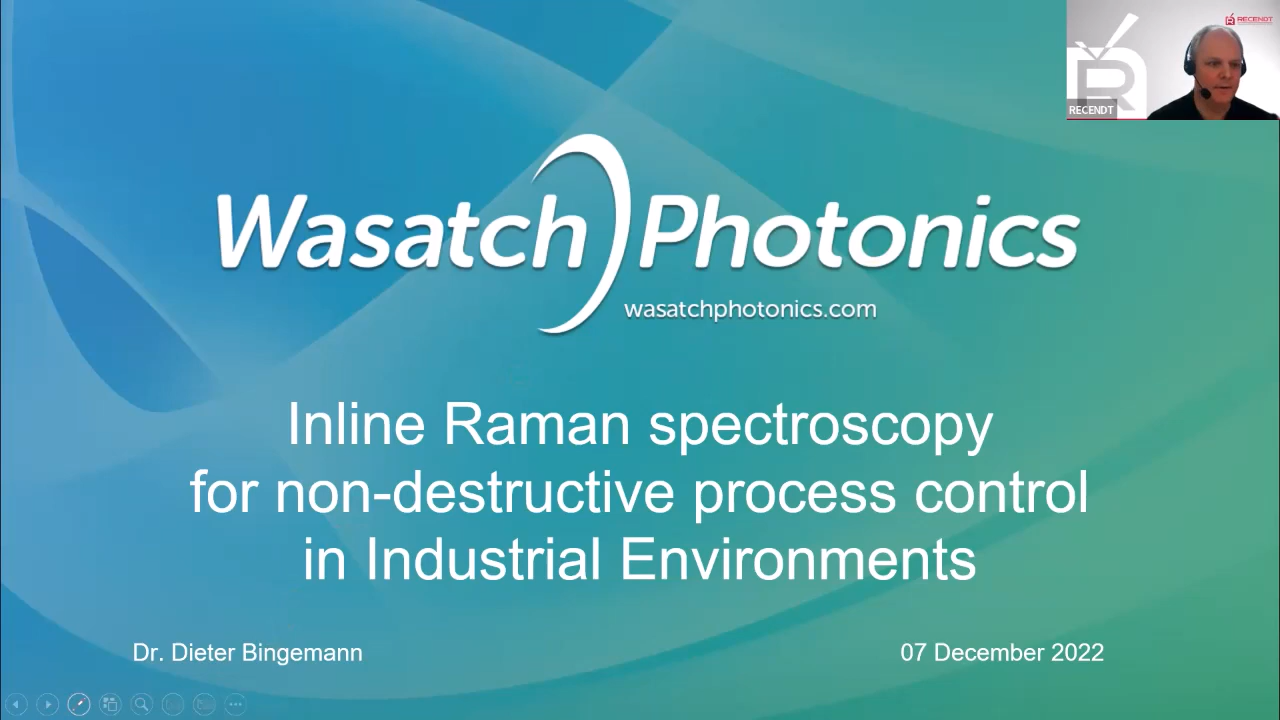 RECENDT
R
RECENDT
Wasatch Photonics
wasatchphotonics.com
Inline Raman spectroscopy
for non-destructive process control
in Industrial Environments
Dr. Dieter Bingemann
07 December 2022